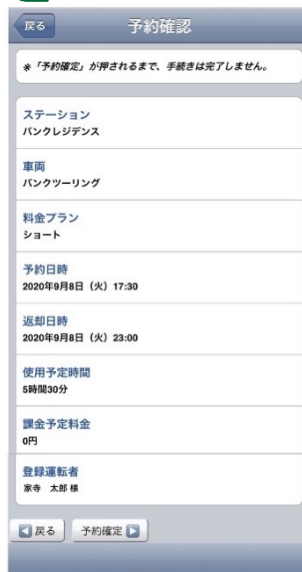 戻る
予約確認
※「予約確定」が押されるまで、手続きは完了しません。
ステーション
バンクレジデンス
車両
バンクツーリング
料金プラン
ショート
予約日時
2020年9月8日（火）17:30
返却日時
2020年9月8日（火）23:00
使用予定時間
5時間30分
課金予定料金
0円
登録運転者
家寺　太郎 様
戻る
予約確定